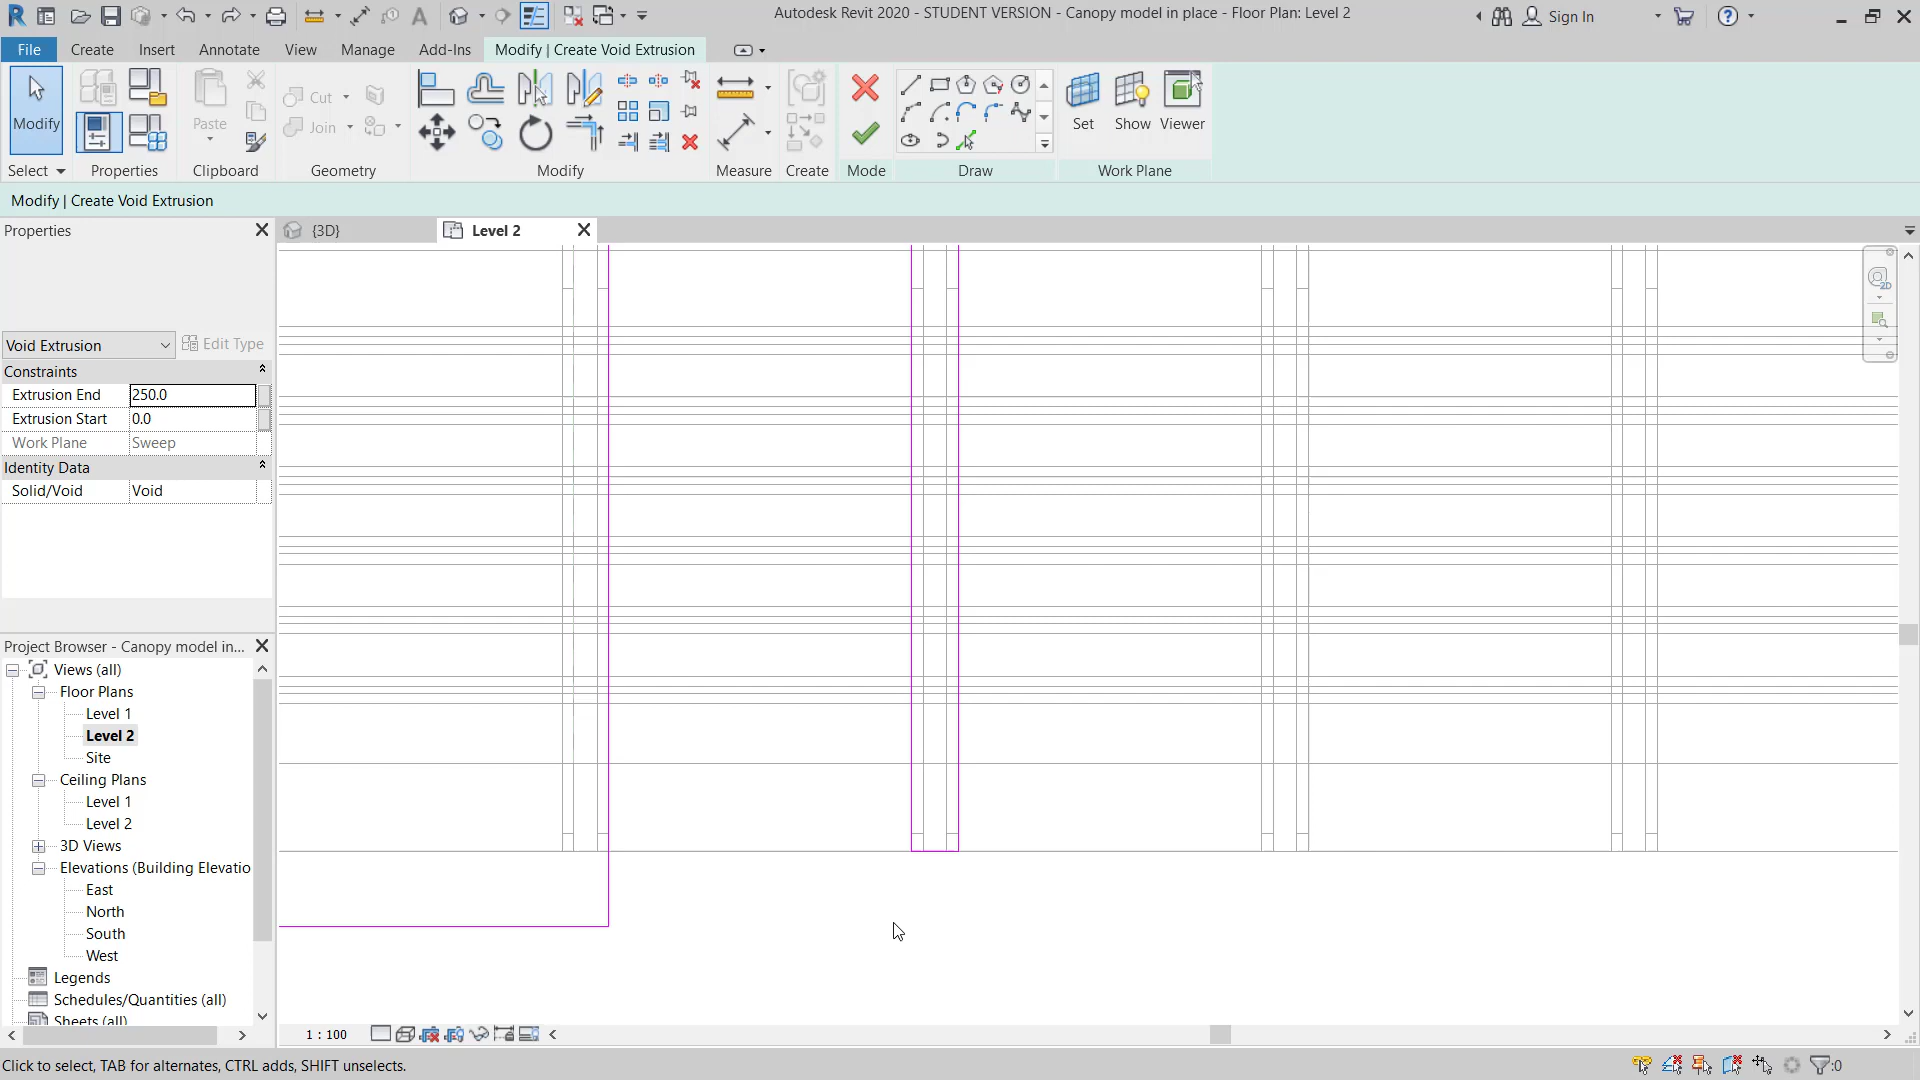 Autodesk Revit 2020 - STUDENT VERSION - Canopy model in place - Floor Plan: Level 2
Sign In
File
Create
Insert
Annotate
View
Manage
Add-Ins
Modify | Create Void Extrusion
Modify
Paste
Cut
Join
Set
Show
Viewer
Select
Properties
Clipboard
Geometry
Modify
Measure
Create
Mode
Draw
Work Plane
Modify | Create Void Extrusion
Properties
{3D}
Level 2
2D
Void Extrusion
Edit Type
Constraints
Extrusion End 250.0
Extrusion Start 0.0
Work Plane Sweep
Identity Data
Solid/Void Void
Project Browser - Canopy model in...
Views (all)
Floor Plans
Level 1
Level 2
Site
Ceiling Plans
Level 1
Level 2
3D Views
Elevations (Building Elevatio
East
North
South
West
Legends
Schedules/Quantities (all)
Sheets (all)
1 : 100
Click to select, TAB for alternates, CTRL adds, SHIFT unselects.
:0